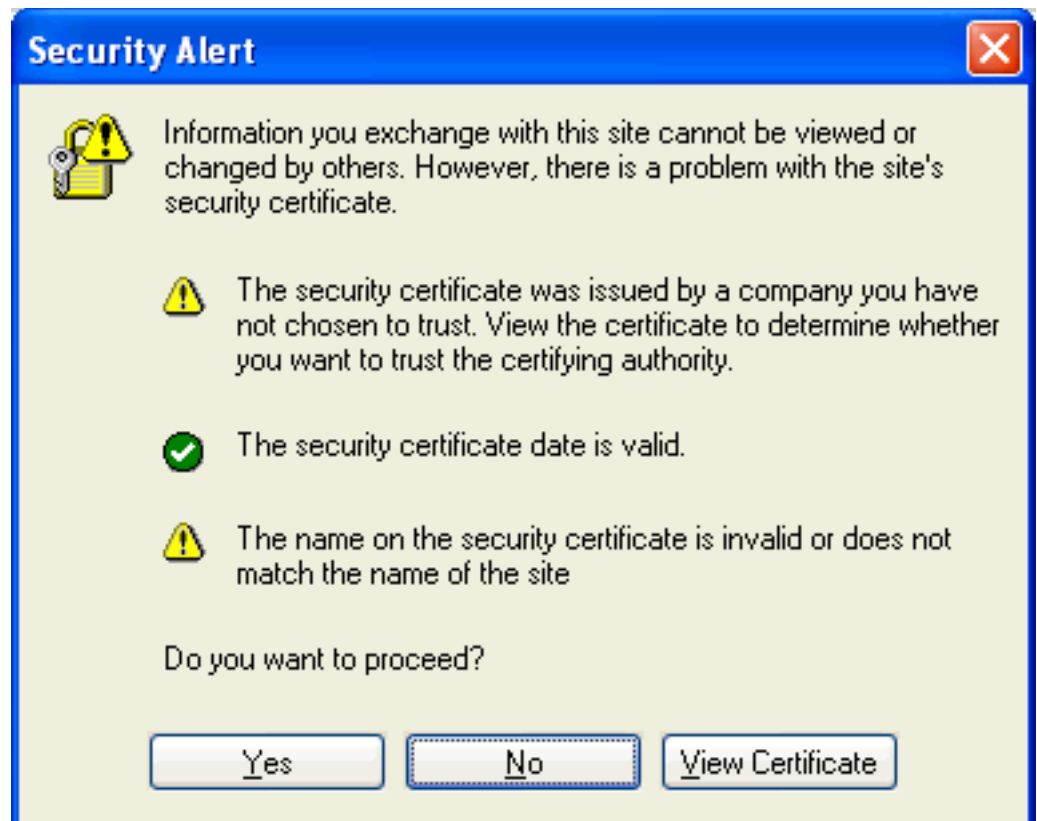 Security Alert
Information you exchange with this site cannot be viewed or
changed by others. However, there is a problem with the site's
security certificate.
The security certificate was issued by a company you have
not chosen to trust. View the certificate to determine whether
you want to trust the certifying authority.
The security certificate date is valid.
The name on the security certificate is invalid or does not
match the name of the site
Do you want to proceed?
Yes No View Certificate